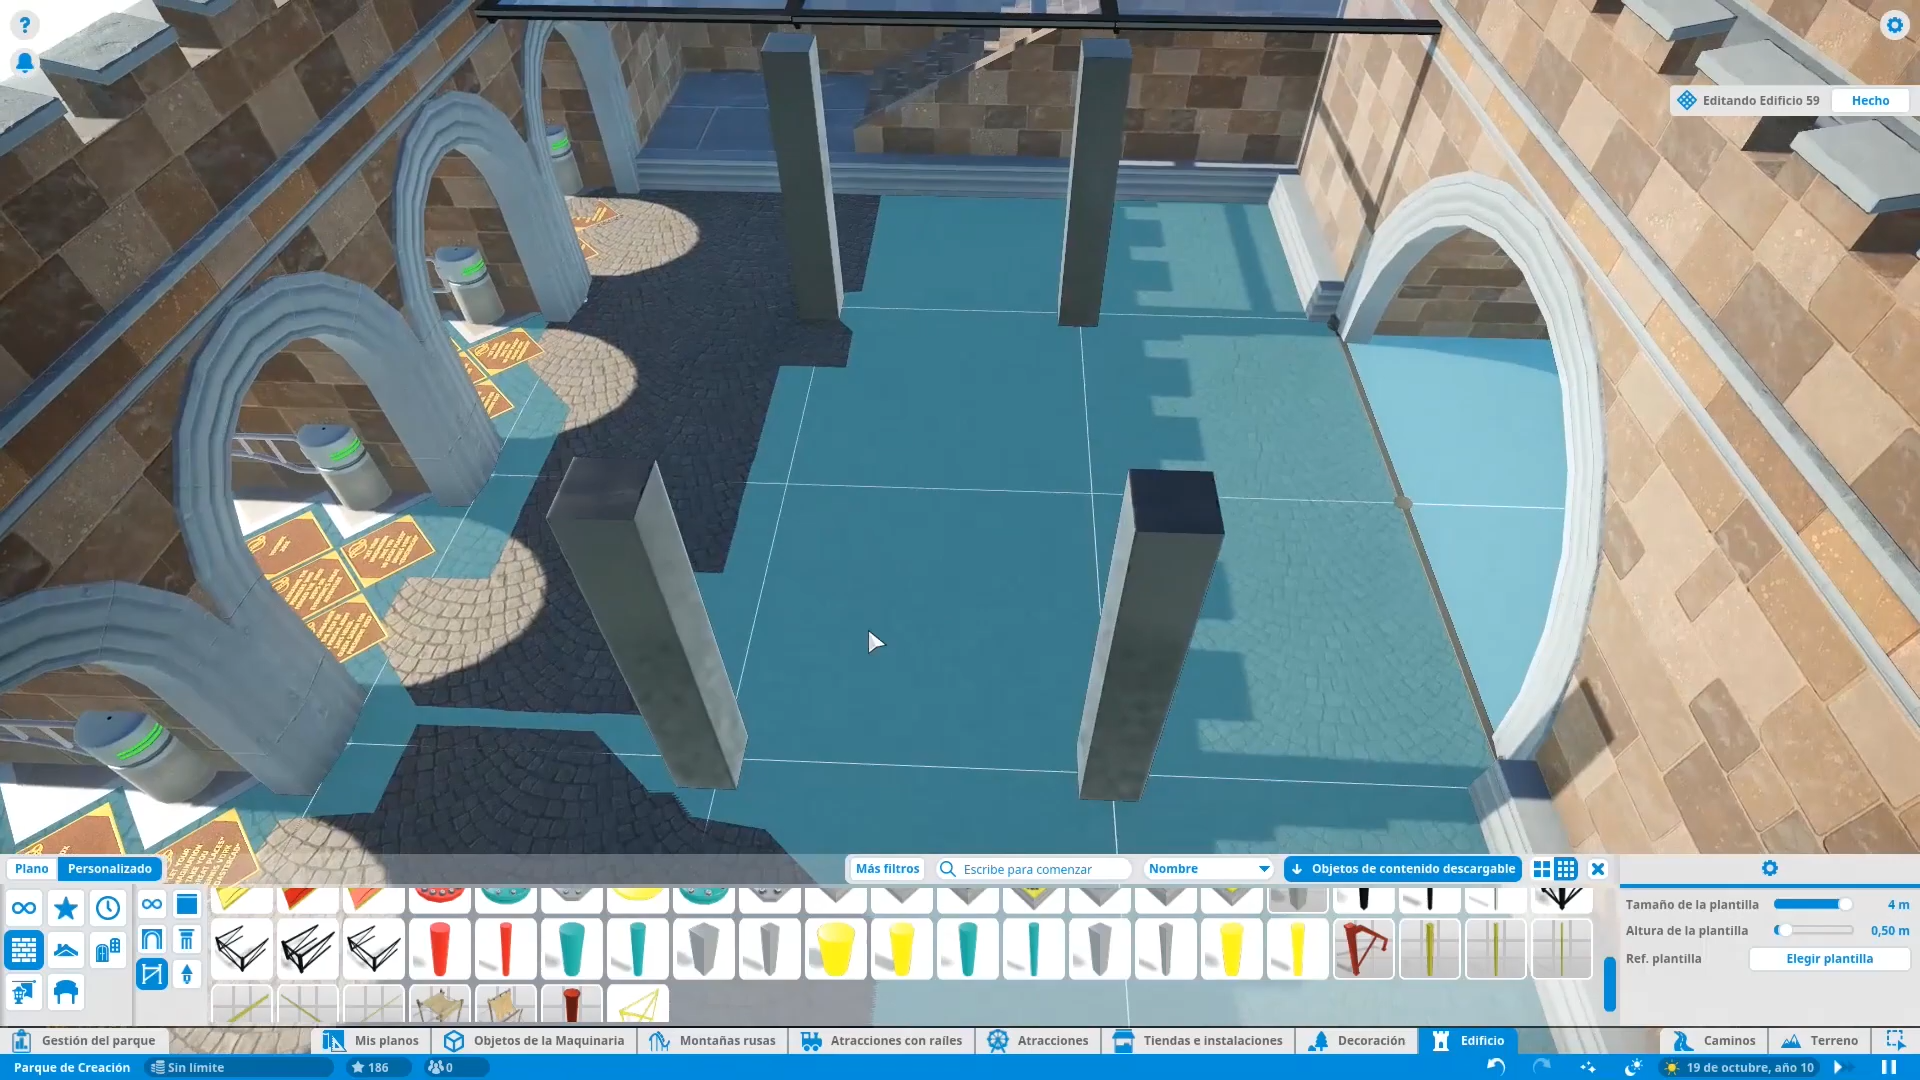 ?
Editando Edificio 59
Hecho
Plano
Personalizado
Más filtros
Escribe para comenzar
Nombre
Objetos de contenido descargable
Tamaño de la plantilla
4 m
Altura de la plantilla
0,50 m
Ref. plantilla
Elegir plantilla
Gestión del parque
Mis planos
Objetos de la Maquinaria
Montañas rusas
Atracciones con raíles
Atracciones
Tiendas e instalaciones
Decoración
Edificio
Caminos
Terreno
Parque de Creación
Sin límite
186
0
19 de octubre, año 10